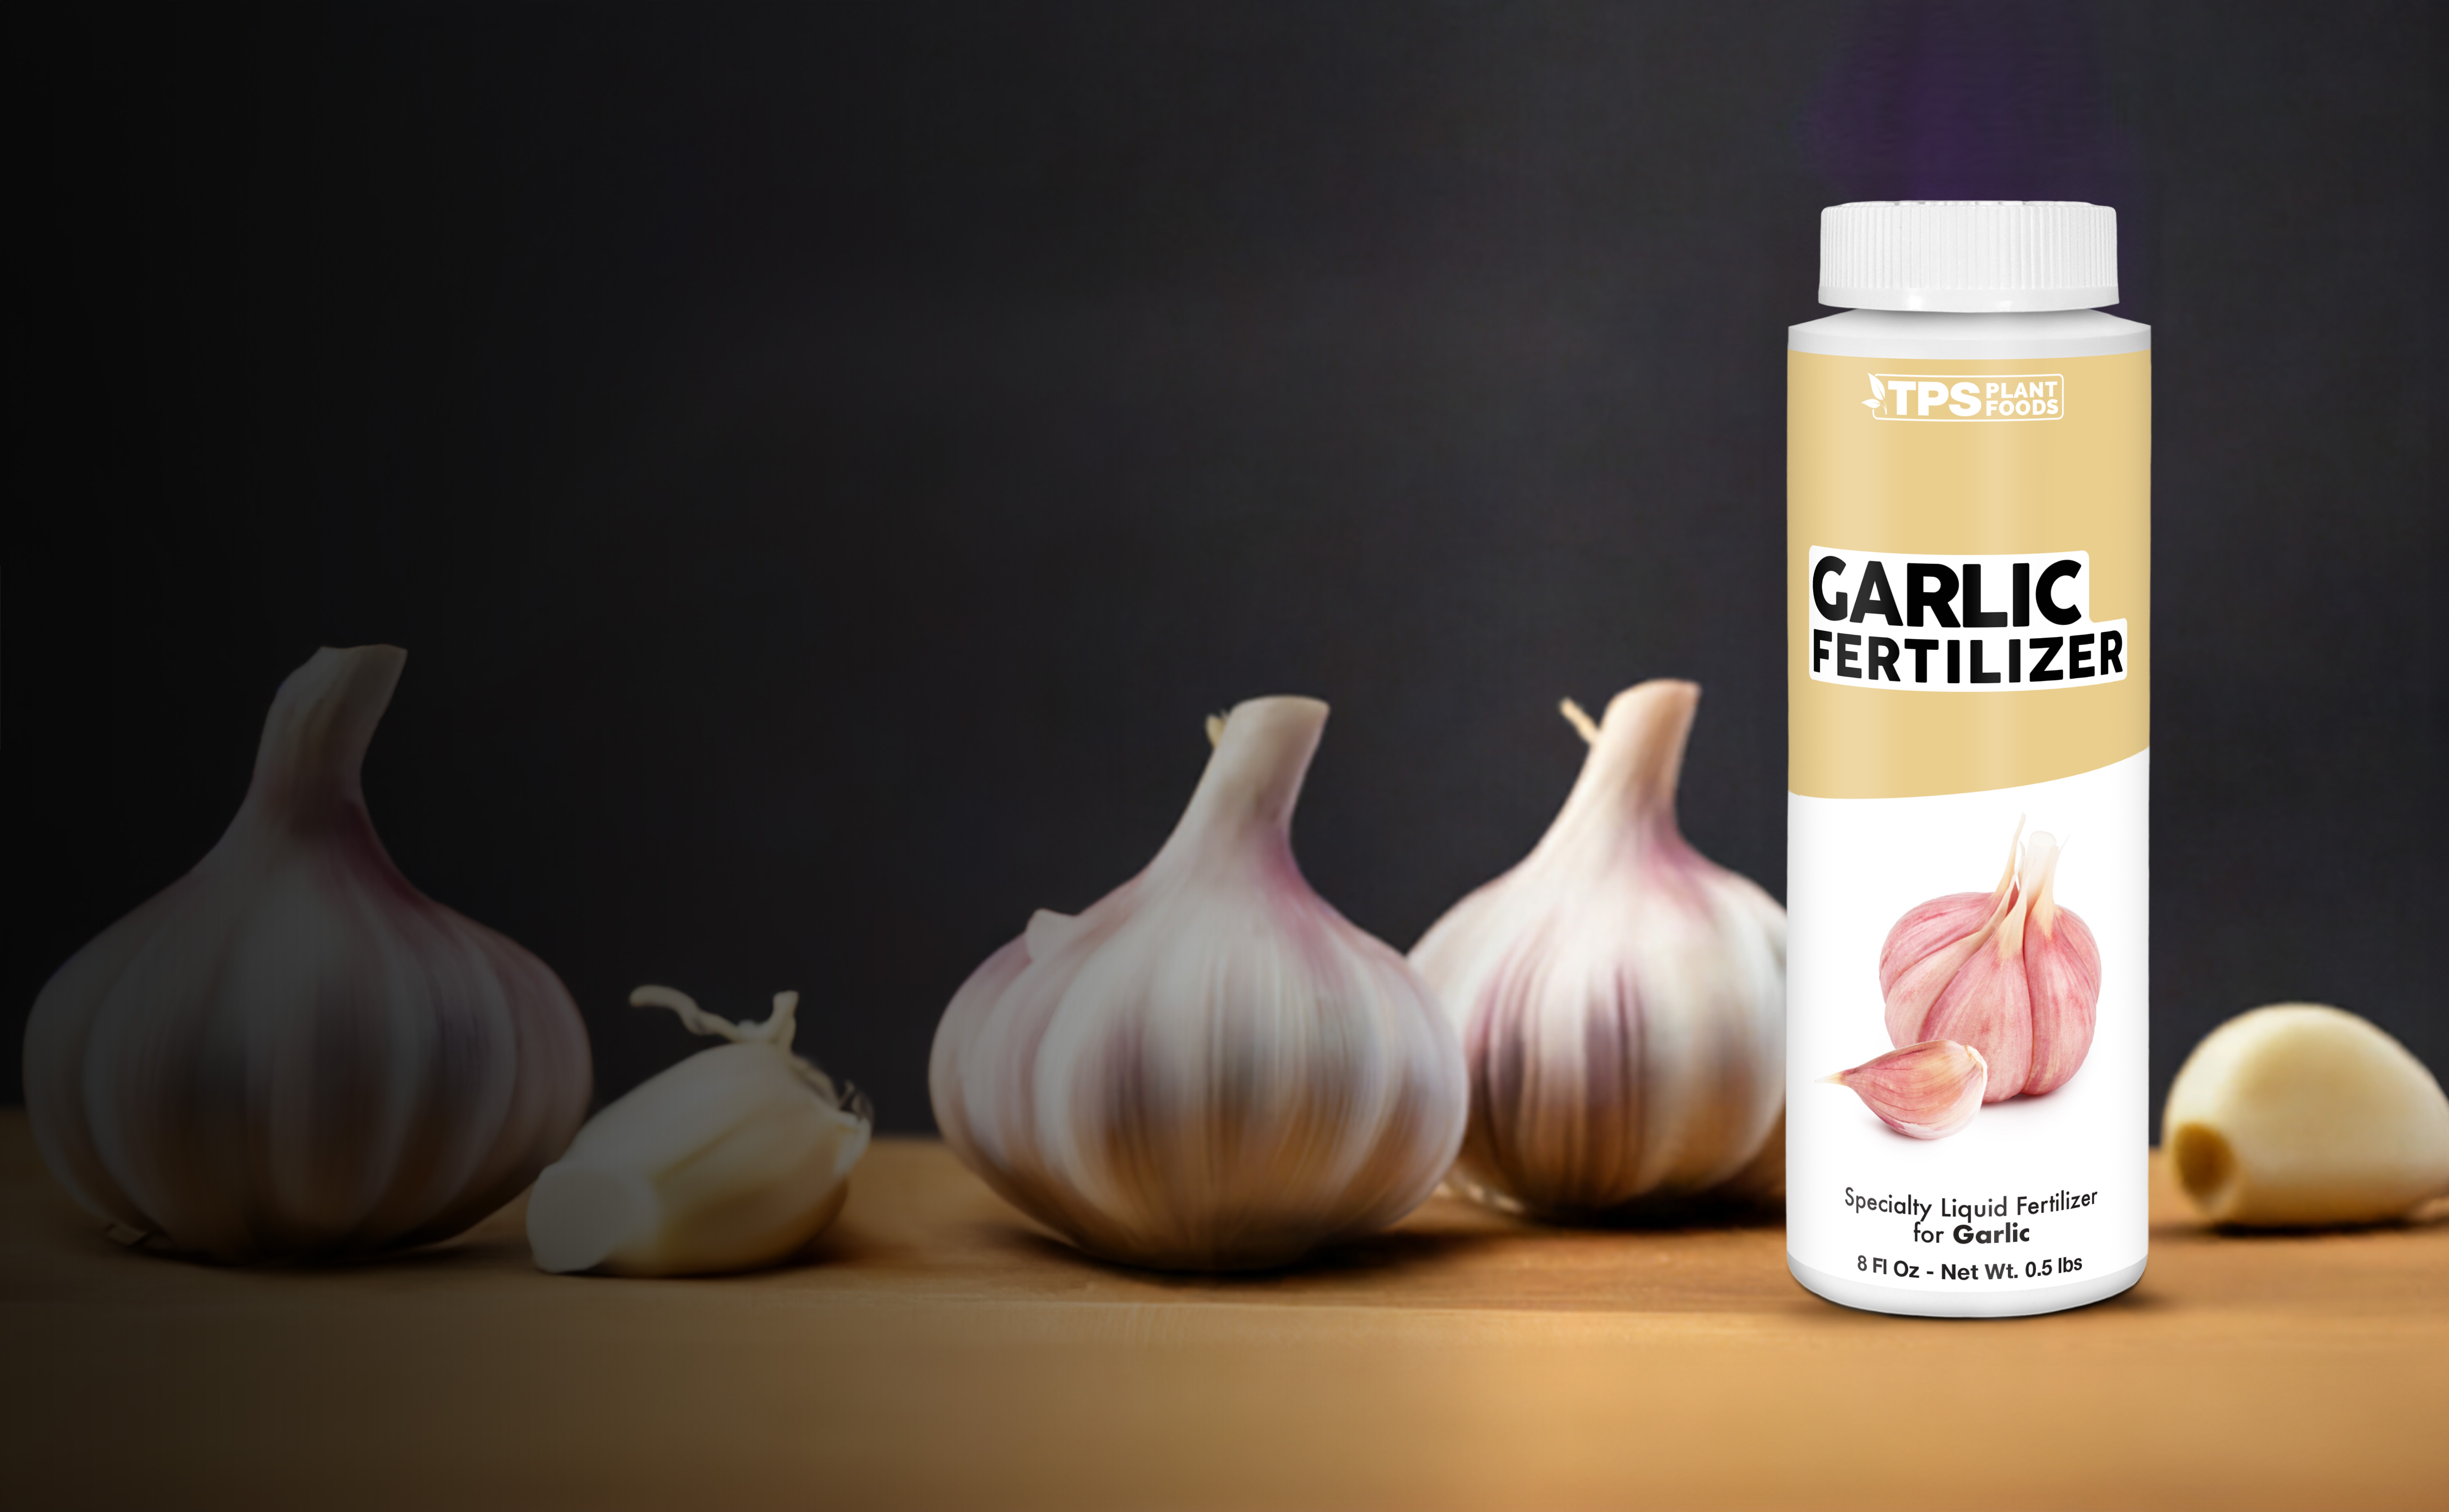 TPS PLANT
FOODS
GARLIC
FERTILIZER
Specialty Liquid Fertilizer
for Garlic
8 Fl Oz - Net Wt. 0.5 lbs